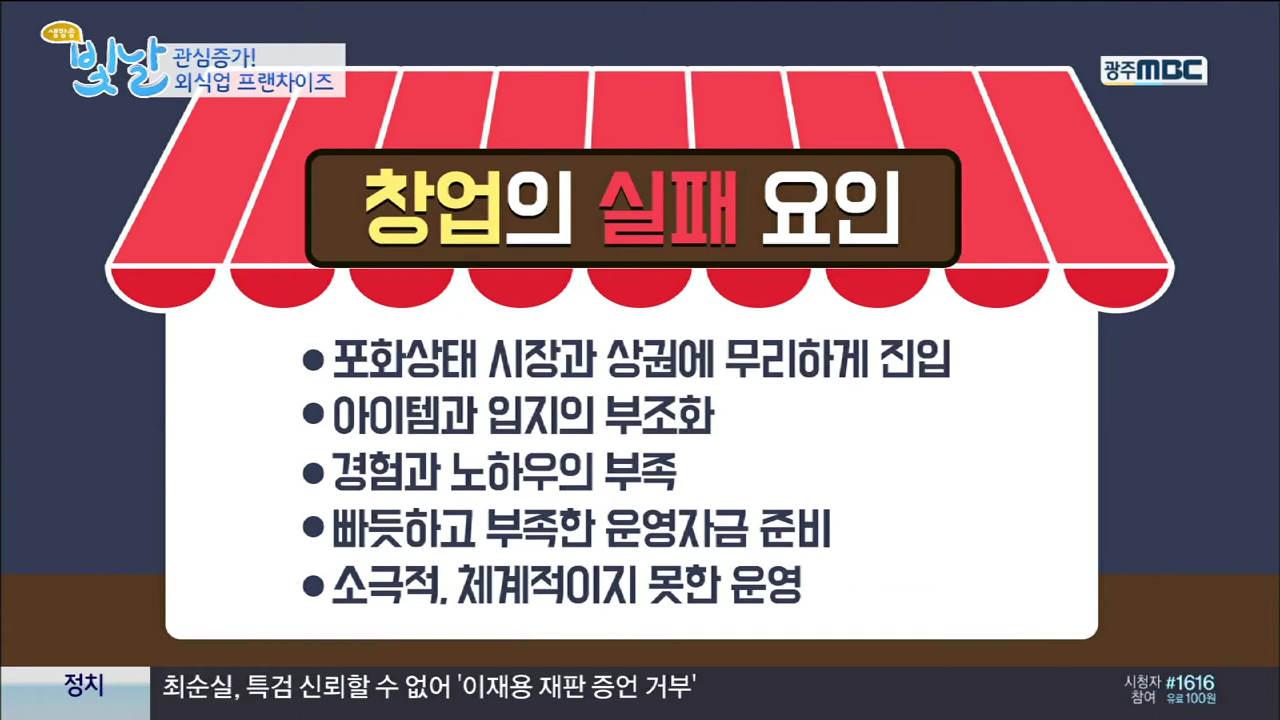 생방송
빛날
관심증가!
외식업 프랜차이즈
광주MBC
창업의 실패 요인
● 포화상태 시장과 상권에 무리하게 진입
● 아이템과 입지의 부조화
● 경험과 노하우의 부족
● 빠듯하고 부족한 운영자금 준비
● 소극적, 체계적이지 못한 운영
정치
최순실, 특검 신뢰할 수 없어 '이재용 재판 증언 거부'
시청자 참여 #1616
유료100원